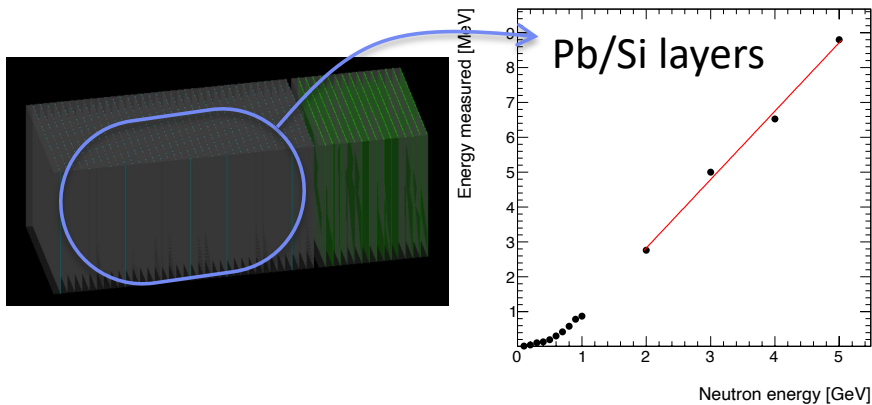 Pb/Si layers
Energy measured [MeV]
9
8
7
6
5
4
3
2
1
0 1 2 3 4 5
Neutron energy [GeV]